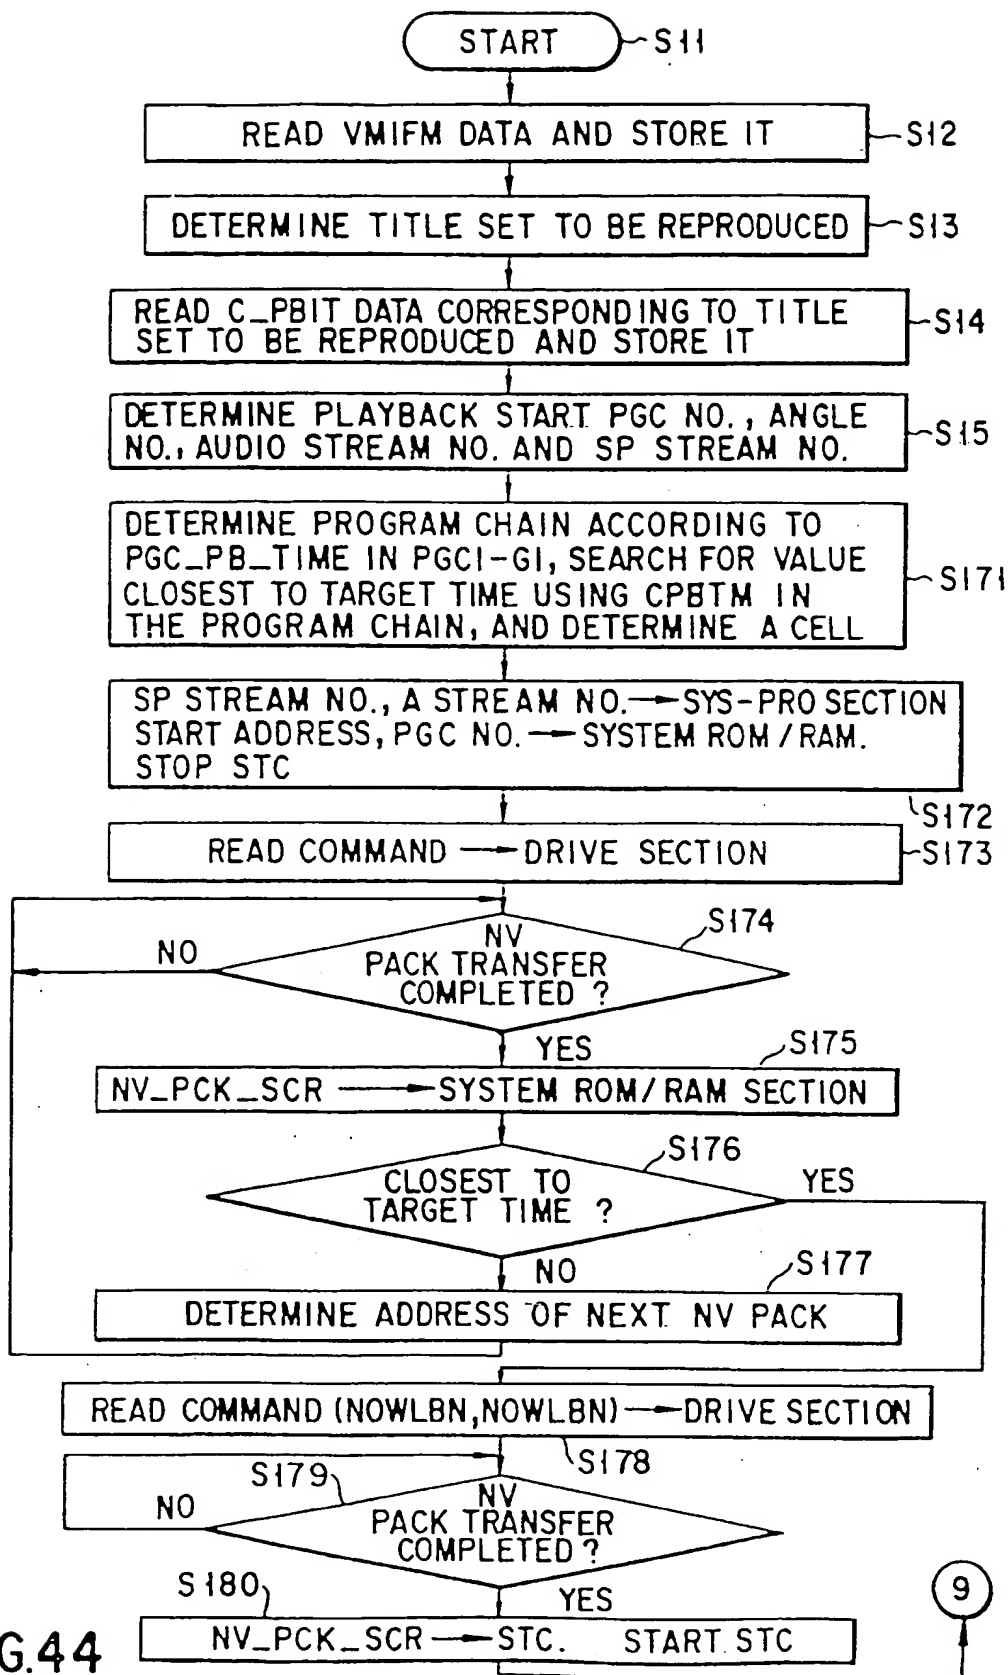 START
S11
READ VMIFM DATA AND STORE IT
S12
DETERMINE TITLE SET TO BE REPRODUCED
S13
READ C_PBIT DATA CORRESPONDING TO TITLE
SET TO BE REPRODUCED AND STORE IT
S14
DETERMINE PLAYBACK START PGC NO., ANGLE
NO., AUDIO STREAM NO. AND SP STREAM NO.
S15
DETERMINE PROGRAM CHAIN ACCORDING TO
PGC_PB_TIME IN PGCI-GI, SEARCH FOR VALUE
CLOSEST TO TARGET TIME USING CPBTM IN
THE PROGRAM CHAIN, AND DETERMINE A CELL
S171
SP STREAM NO., A STREAM NO. → SYS-PRO SECTION
START ADDRESS, PGC NO. → SYSTEM ROM/RAM.
STOP STC
S172
READ COMMAND → DRIVE SECTION
S173
S174
NO
NV
PACK TRANSFER
COMPLETED ?
YES
S175
NV_PCK_SCR → SYSTEM ROM/RAM SECTION
S176
CLOSEST TO
TARGET TIME ?
YES
NO
S177
DETERMINE ADDRESS OF NEXT NV PACK
READ COMMAND (NOWLBN,NOWLBN) → DRIVE SECTION
S178
S179
NO
NV
PACK TRANSFER
COMPLETED ?
YES
S180
9
NV_PCK_SCR → STC. START STC
G.44